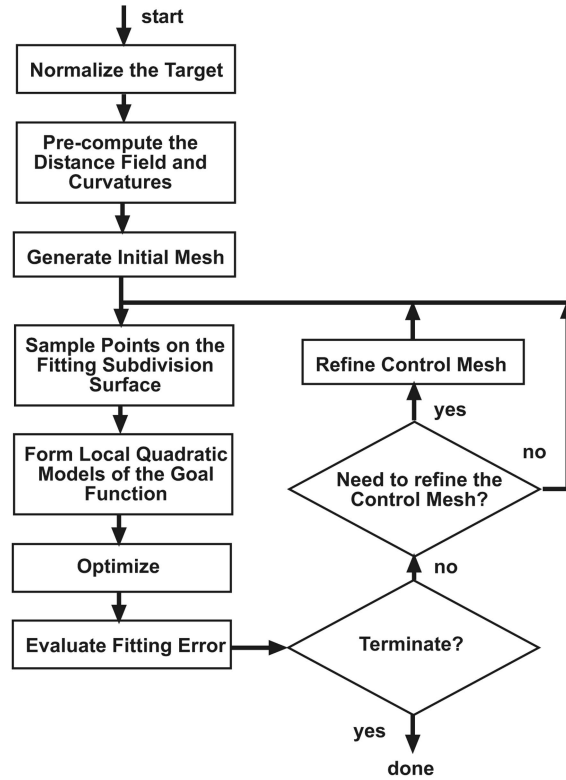 start
Normalize the Target
Pre-compute the
Distance Field and
Curvatures
Generate Initial Mesh
Sample Points on the
Fitting Subdivision
Surface
Form Local Quadratic
Models of the Goal
Function
Optimize
Evaluate Fitting Error
Terminate?
yes
done
no
Need to refine the
Control Mesh?
yes
no
Refine Control Mesh